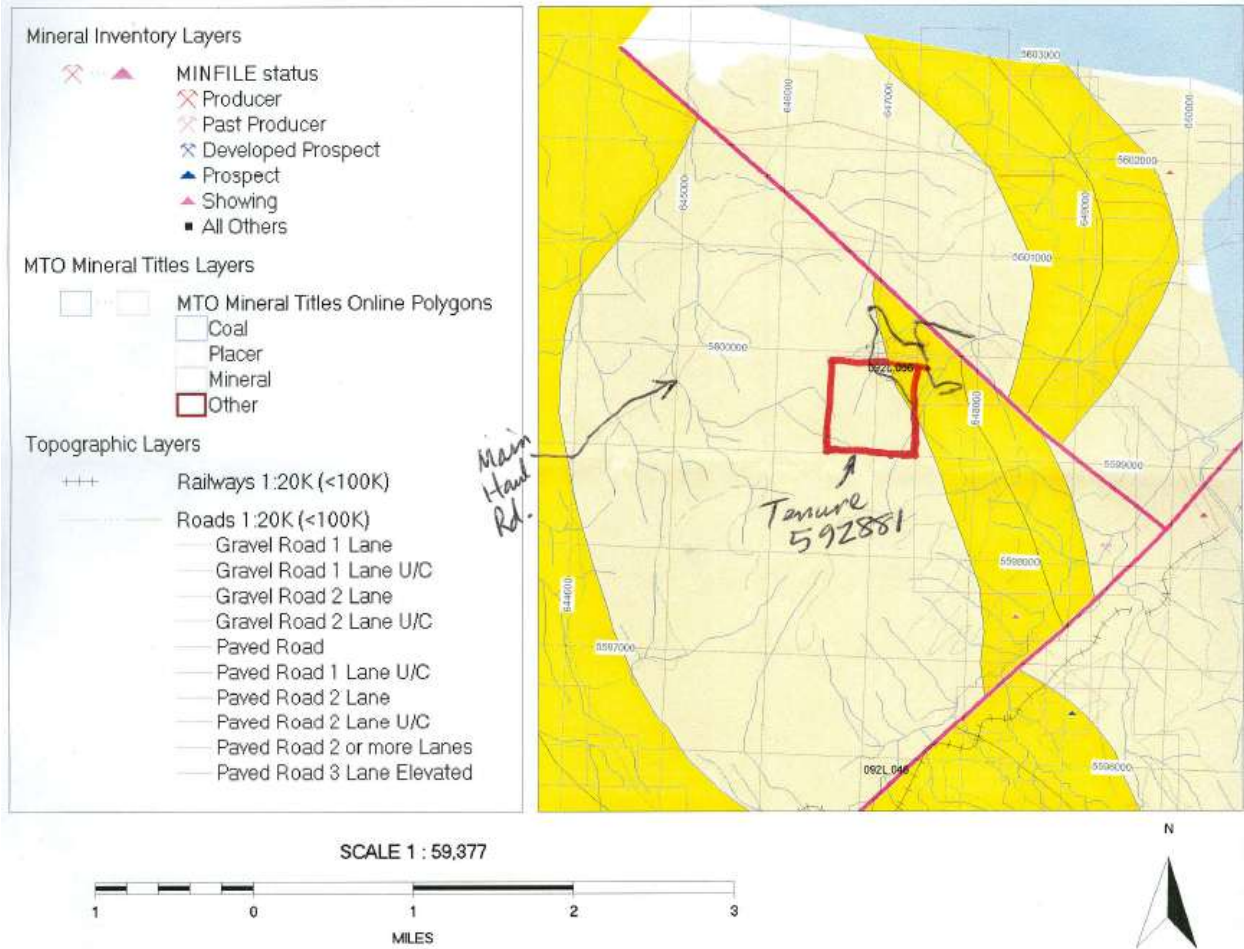 Mineral Inventory Layers
MINFILE status
Producer
Past Producer
Developed Prospect
Prospect
Showing
All Others
MTO Mineral Titles Layers
MTO Mineral Titles Online Polygons
Coal
Placer
Mineral
Other
Topographic Layers
Railways 1:20K (<100K)
Roads 1:20K (<100K)
Gravel Road 1 Lane
Gravel Road 1 Lane U/C
Gravel Road 2 Lane
Gravel Road 2 Lane U/C
Paved Road
Paved Road 1 Lane U/C
Paved Road 2 Lane
Paved Road 2 Lane U/C
Paved Road 2 or more Lanes
Paved Road 3 Lane Elevated
5603000
646000
647000
5602000
645000
649000
5601000
648000
5599000
Main
Haul
Rd.
Tenure
592881
5598000
644000
5597000
092L.046
SCALE 1 : 59,377
1 0 1 2 3
MILES
N